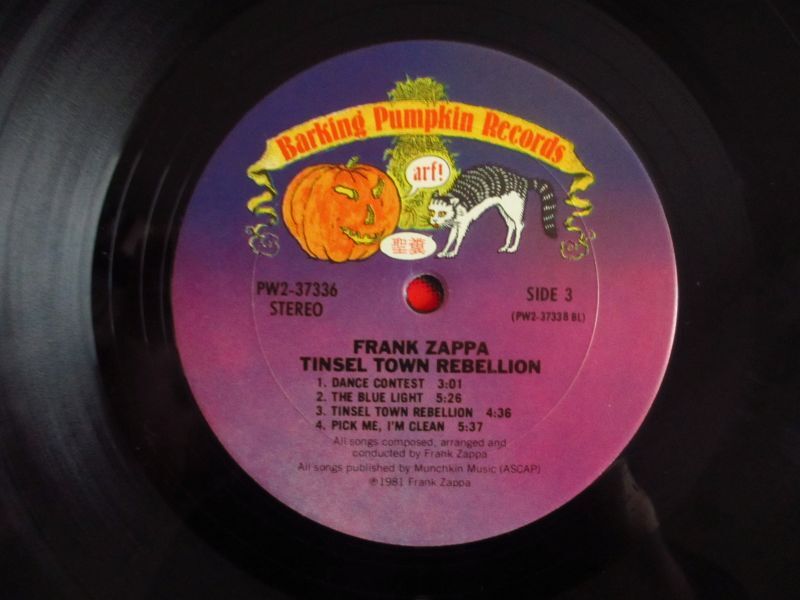 Barking Pumpkin Records
arf!
聖糞
PW2-37336
STEREO
SIDE 3
(PW2-37338 BL)
FRANK ZAPPA
TINSEL TOWN REBELLION
1. DANCE CONTEST 3:01
2. THE BLUE LIGHT 5:26
3. TINSEL TOWN REBELLION 4:36
4. PICK ME, I'M CLEAN 5:37
All songs composed, arranged and
conducted by Frank Zappa
All songs published by Munchkin Music (ASCAP)
℗1981 Frank Zappa